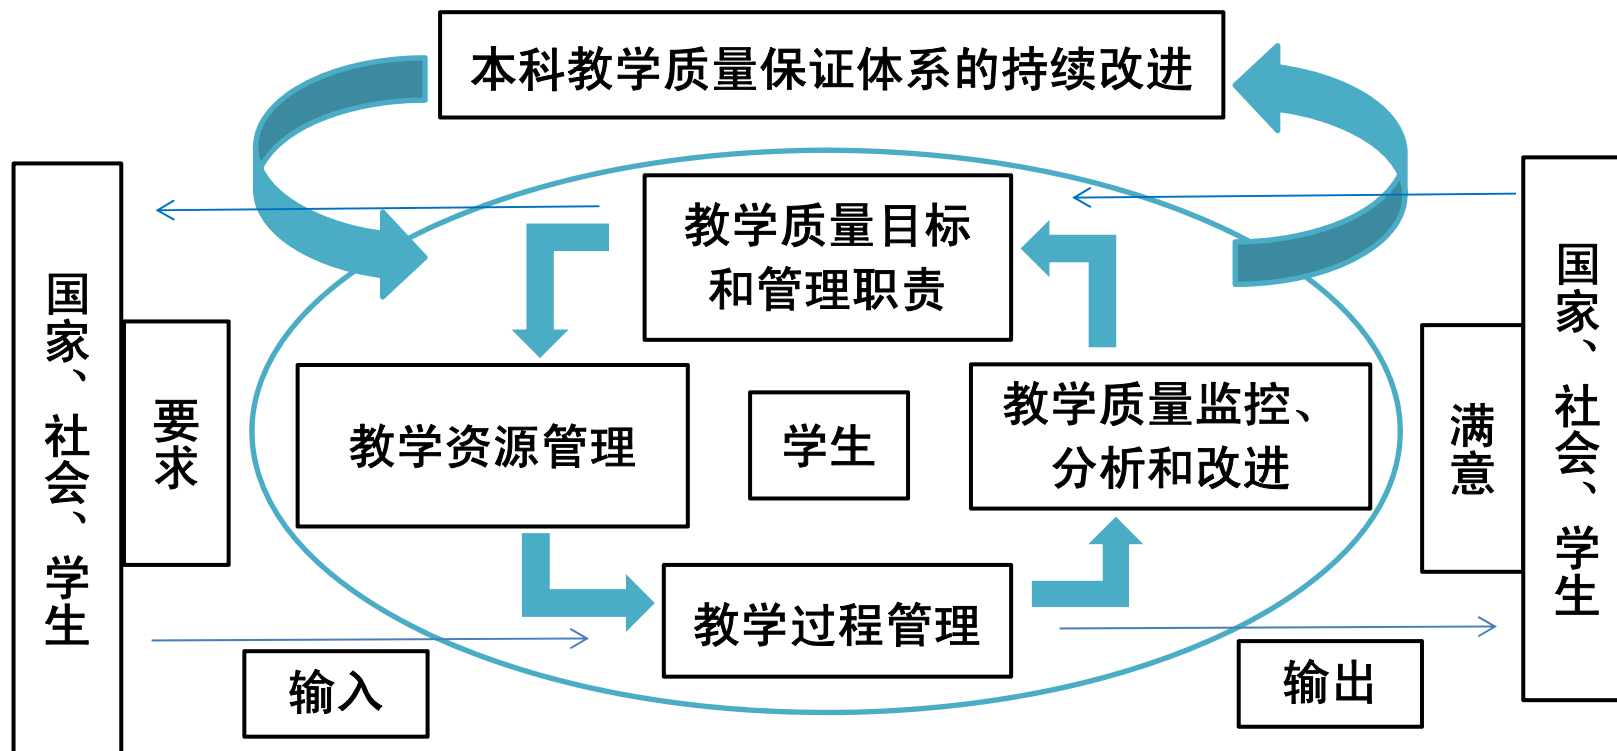 本科教学质量保证体系的持续改进
国家、社会、学生
要求
教学质量目标
和管理职责
教学资源管理
学生
教学质量监控、
分析和改进
教学过程管理
输入
输出
满意
国家、社会、学生